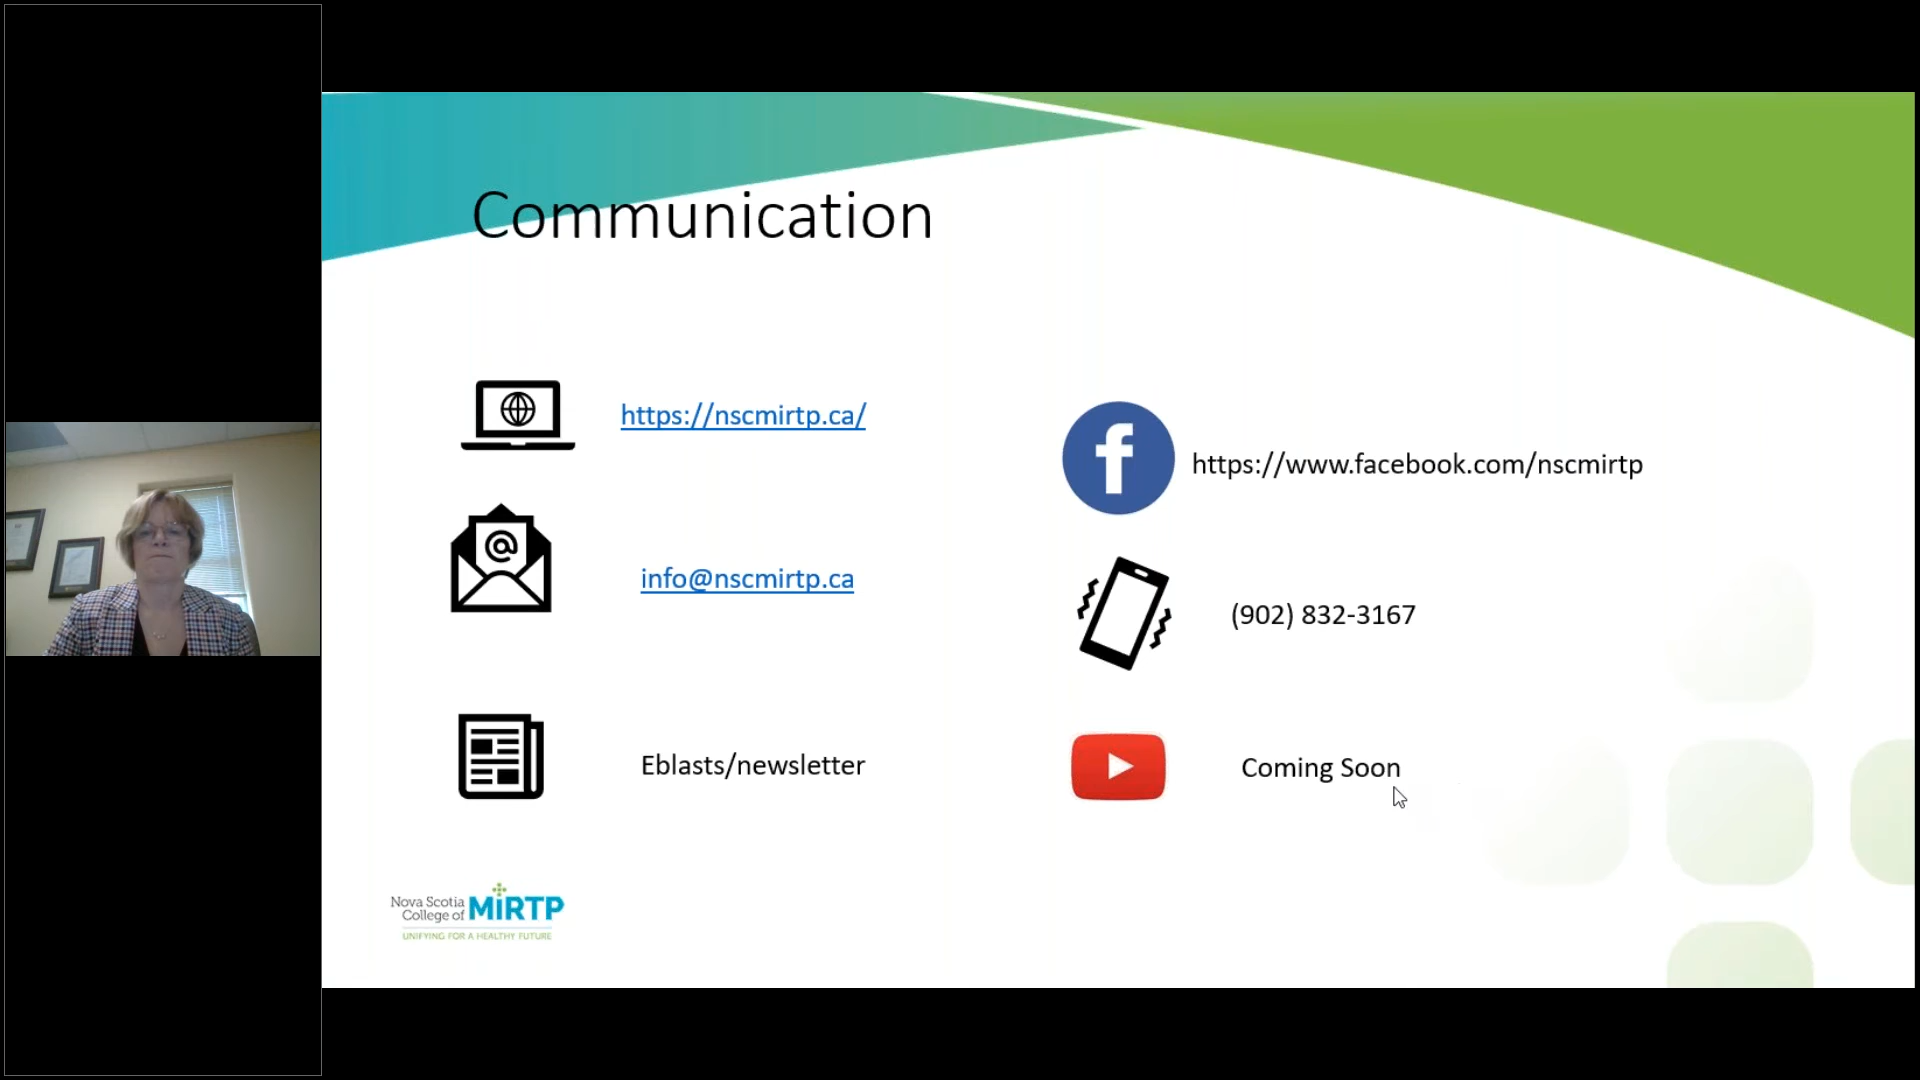 Communication
https://nscmirtp.ca/
https://www.facebook.com/nscmirtp
@
info@nscmirtp.ca
(902) 832-3167
Eblasts/newsletter
Coming Soon
Nova Scotia
College of MiRTP
UNIFYING FOR A HEALTHY FUTURE